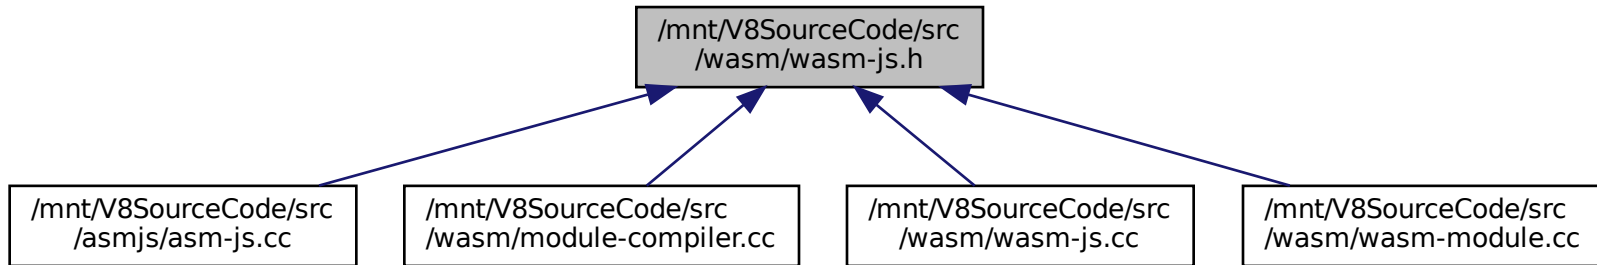 /mnt/V8SourceCode/src
/wasm/wasm-js.h
/mnt/V8SourceCode/src
/asmjs/asm-js.cc
/mnt/V8SourceCode/src
/wasm/module-compiler.cc
/mnt/V8SourceCode/src
/wasm/wasm-js.cc
/mnt/V8SourceCode/src
/wasm/wasm-module.cc